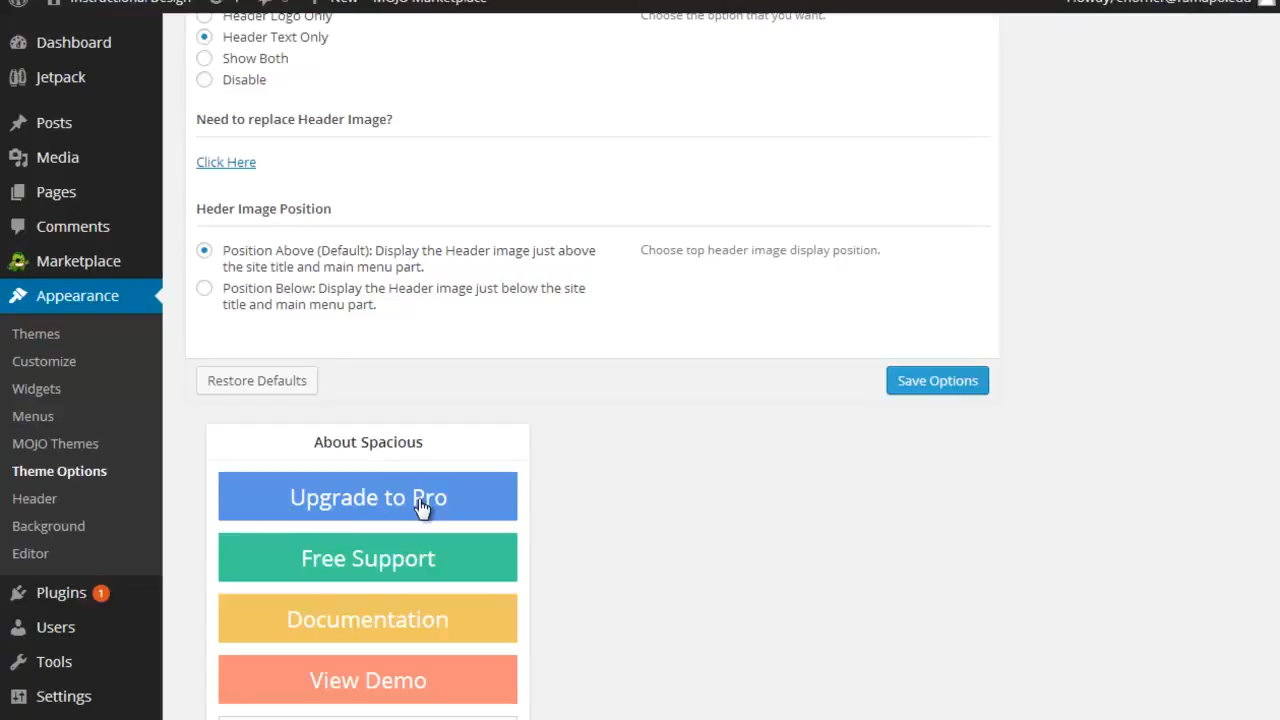 Instructional Design
New
MOJO Marketplace
Dashboard
Jetpack
Posts
Media
Pages
Comments
Marketplace
Appearance
Themes
Customize
Widgets
Menus
MOJO Themes
Theme Options
Header
Background
Editor
Plugins 1
Users
Tools
Settings
Header Logo Only
Choose the option that you want.
Header Text Only
Show Both
Disable
Need to replace Header Image?
Click Here
Heder Image Position
Position Above (Default): Display the Header image just above
the site title and main menu part.
Choose top header image display position.
Position Below: Display the Header image just below the site
title and main menu part.
Restore Defaults
Save Options
About Spacious
Upgrade to Pro
Free Support
Documentation
View Demo